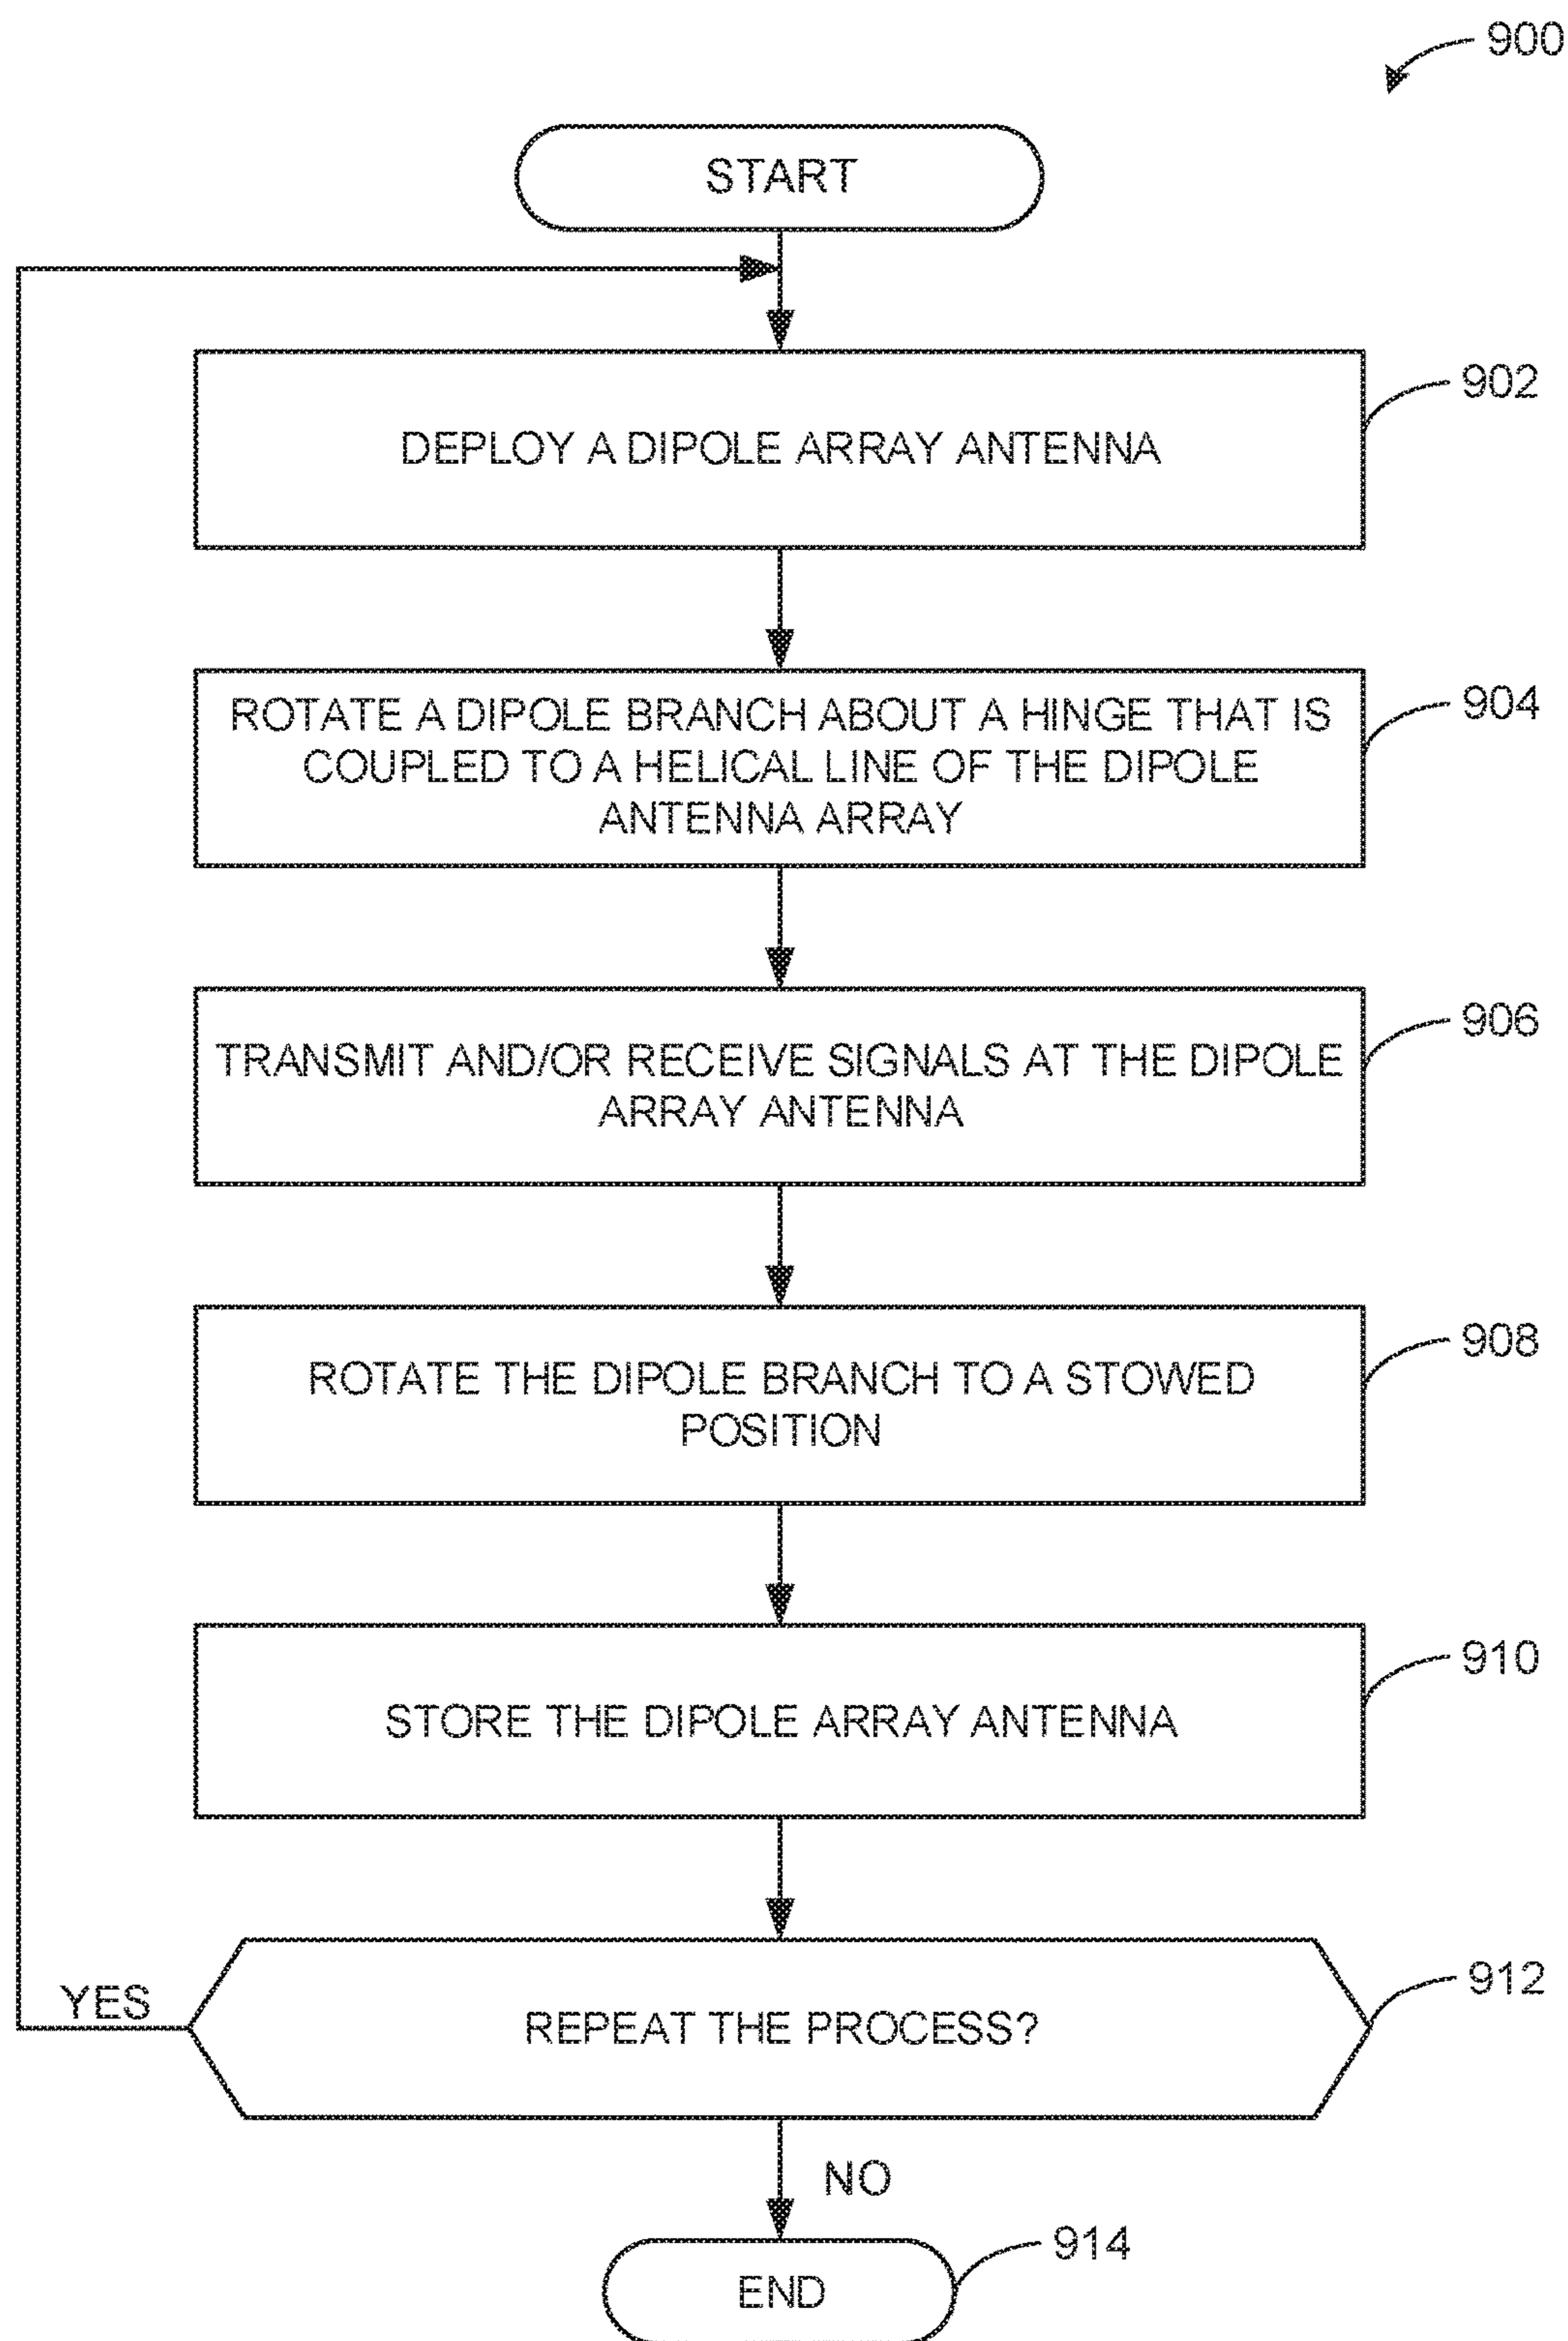 900
START
902
DEPLOY A DIPOLE ARRAY ANTENNA
904
ROTATE A DIPOLE BRANCH ABOUT A HINGE THAT IS
COUPLED TO A HELICAL LINE OF THE DIPOLE
ANTENNA ARRAY
906
TRANSMIT AND/OR RECEIVE SIGNALS AT THE DIPOLE
ARRAY ANTENNA
908
ROTATE THE DIPOLE BRANCH TO A STOWED
POSITION
910
STORE THE DIPOLE ARRAY ANTENNA
912
YES
REPEAT THE PROCESS?
NO
914
END